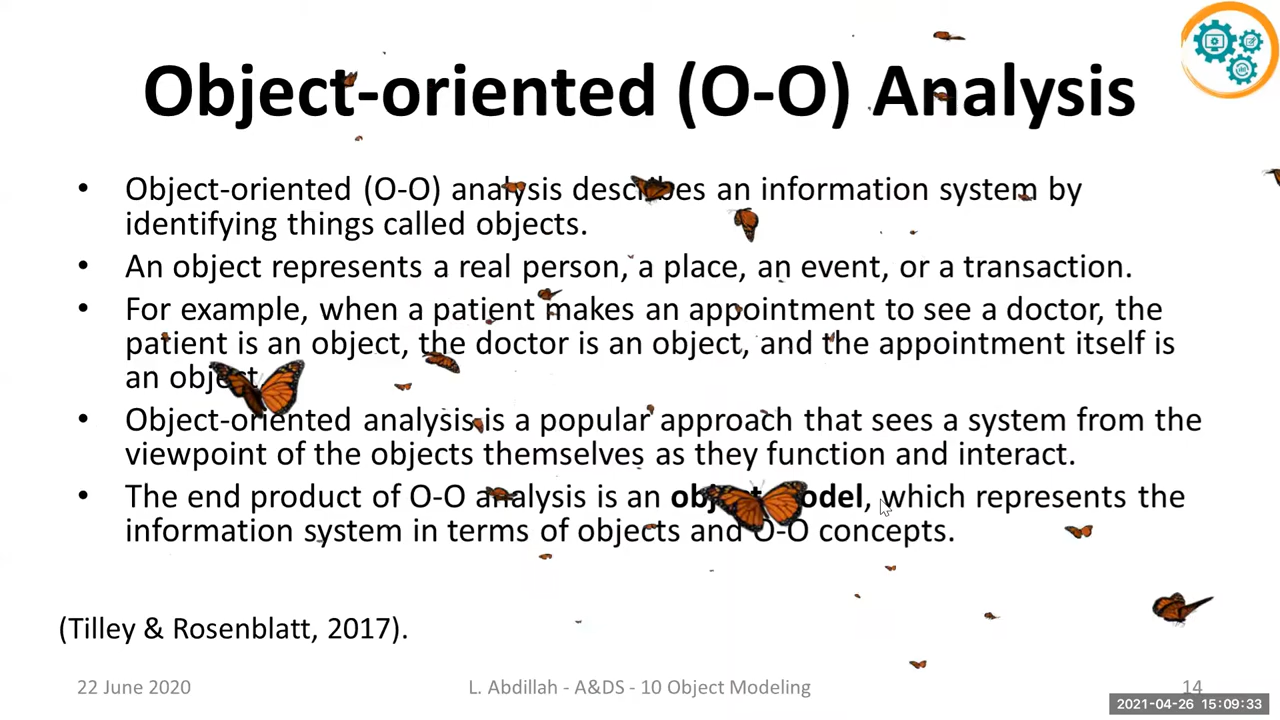 Object-oriented (O-O) Analysis
• Object-oriented (O-O) analysis describes an information system by
identifying things called objects.
• An object represents a real person, a place, an event, or a transaction.
• For example, when a patient makes an appointment to see a doctor, the
patient is an object, the doctor is an object, and the appointment itself is
an object.
• Object-oriented analysis is a popular approach that sees a system from the
viewpoint of the objects themselves as they function and interact.
• The end product of O-O analysis is an object model, which represents the
information system in terms of objects and O-O concepts.
(Tilley & Rosenblatt, 2017).
22 June 2020
L. Abdillah - A&DS - 10 Object Modeling
14
2021-04-26 15:09:33